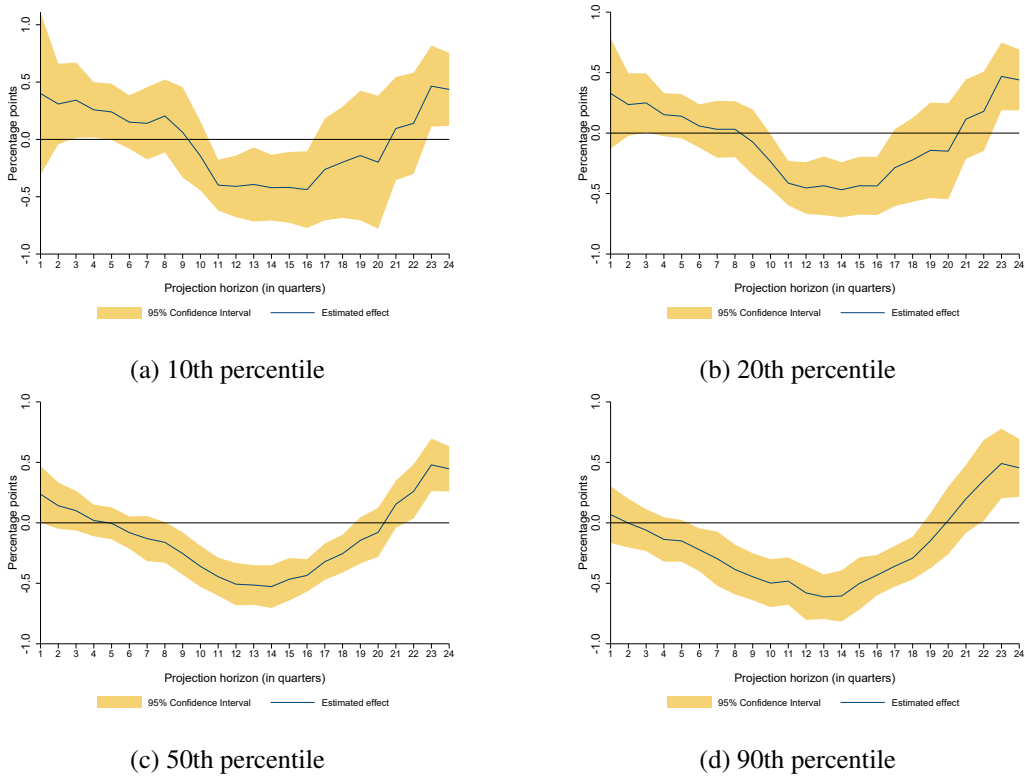 Percentage points
1.0
0.5
0.0
-0.5
-1.0
1 2 3 4 5 6 7 8 9 10 11 12 13 14 15 16 17 18 19 20 21 22 23 24
Projection horizon (in quarters)
95% Confidence Interval Estimated effect
(a) 10th percentile
Percentage points
1.0
0.5
0.0
-0.5
-1.0
1 2 3 4 5 6 7 8 9 10 11 12 13 14 15 16 17 18 19 20 21 22 23 24
Projection horizon (in quarters)
95% Confidence Interval Estimated effect
(b) 20th percentile
Percentage points
1.0
0.5
0.0
-0.5
-1.0
1 2 3 4 5 6 7 8 9 10 11 12 13 14 15 16 17 18 19 20 21 22 23 24
Projection horizon (in quarters)
95% Confidence Interval Estimated effect
(c) 50th percentile
Percentage points
1.0
0.5
0.0
-0.5
-1.0
1 2 3 4 5 6 7 8 9 10 11 12 13 14 15 16 17 18 19 20 21 22 23 24
Projection horizon (in quarters)
95% Confidence Interval Estimated effect
(d) 90th percentile